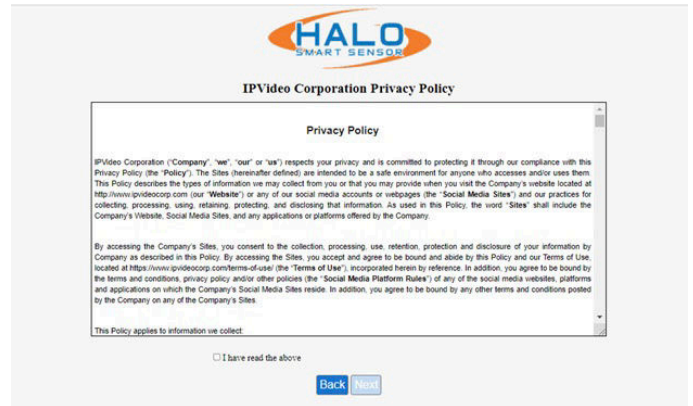 HALO
SMART SENSOR
IPVideo Corporation Privacy Policy
Privacy Policy
IPVideo Corporation ("Company", "we", "our" or "us") respects your privacy and is committed to protecting it through our compliance with this
Privacy Policy (the "Policy"). The Sites (hereinafter defined) are intended to be a safe environment for anyone who accesses and/or uses them.
This Policy describes the types of information we may collect from you or that you may provide when you visit the Company's website located at
http://www.ipvideocorp.com (our "Website") or any of our social media accounts or webpages (the "Social Media Sites") and our practices for
collecting, processing, using, retaining, protecting, and disclosing that information. As used in this Policy, the word "Sites" shall include the
Company's Website, Social Media Sites, and any applications or platforms offered by the Company.
By accessing the Company's Sites, you consent to the collection, processing, use, retention, protection and disclosure of your information by
Company as described in this Policy. By accessing the Sites, you accept and agree to be bound and abide by this Policy and our Terms of Use,
located at https://www.ipvideocorp.com/terms-of-use/ (the "Terms of Use"), incorporated herein by reference. In addition, you agree to be bound by
the terms and conditions, privacy policy and/or other policies (the "Social Media Platform Rules") of any of the social media websites, platforms
and applications on which the Company's Social Media Sites reside. In addition, you agree to be bound by any other terms and conditions posted
by the Company on any of the Company's Sites.
This Policy applies to information we collect:
I have read the above
Back Next